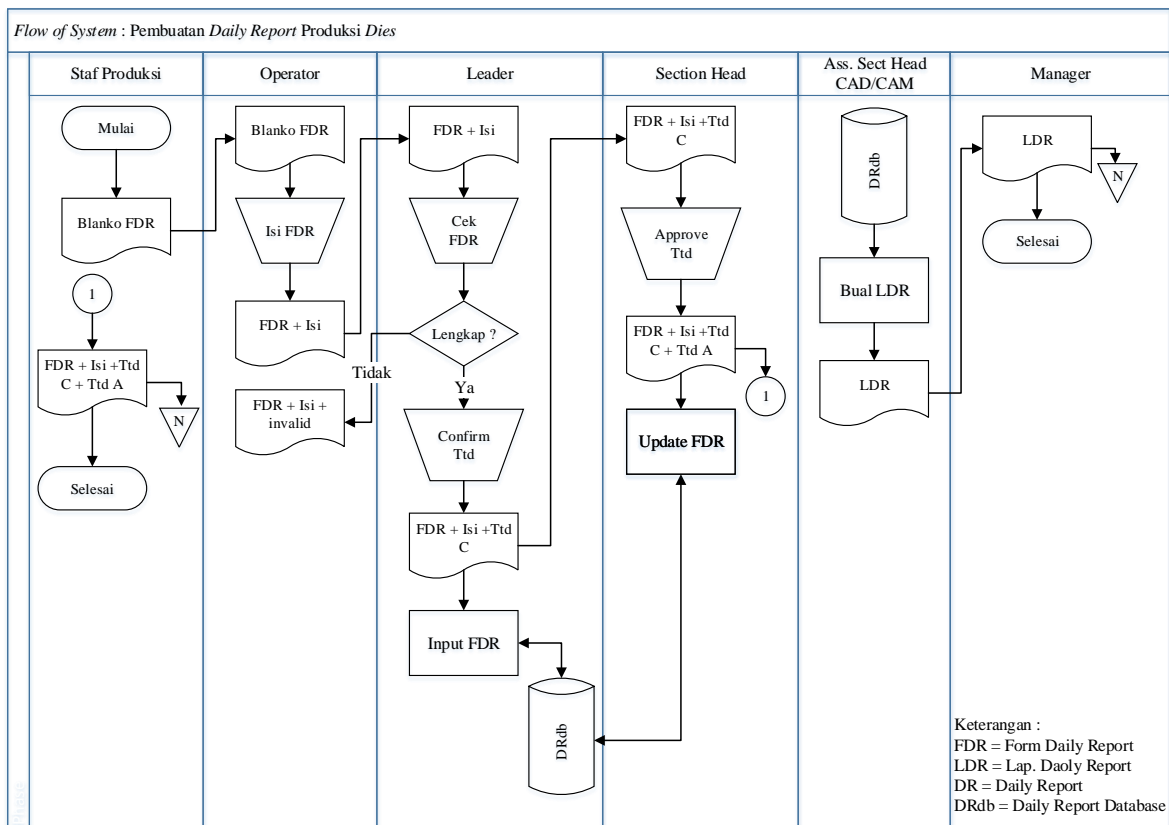 Flow of System : Pembuatan Daily Report Produksi Dies
Staf Produksi
Operator
Leader
Section Head
Ass. Sect Head
CAD/CAM
Manager
Mulai
Blanko FDR
1
FDR + Isi +Ttd
C + Ttd A
N
Selesai
Blanko FDR
Isi FDR
FDR + Isi
FDR + Isi +
invalid
FDR + Isi
Cek
FDR
Lengkap ?
Tidak
Ya
Confirm
Ttd
FDR + Isi +Ttd
C
Input FDR
DRdb
FDR + Isi +Ttd
C
Approve
Ttd
FDR + Isi +Ttd
C + Ttd A
1
Update FDR
DRdb
Bual LDR
LDR
LDR
N
Selesai
Keterangan :
FDR = Form Daily Report
LDR = Lap. Daoly Report
DR = Daily Report
DRdb = Daily Report Database